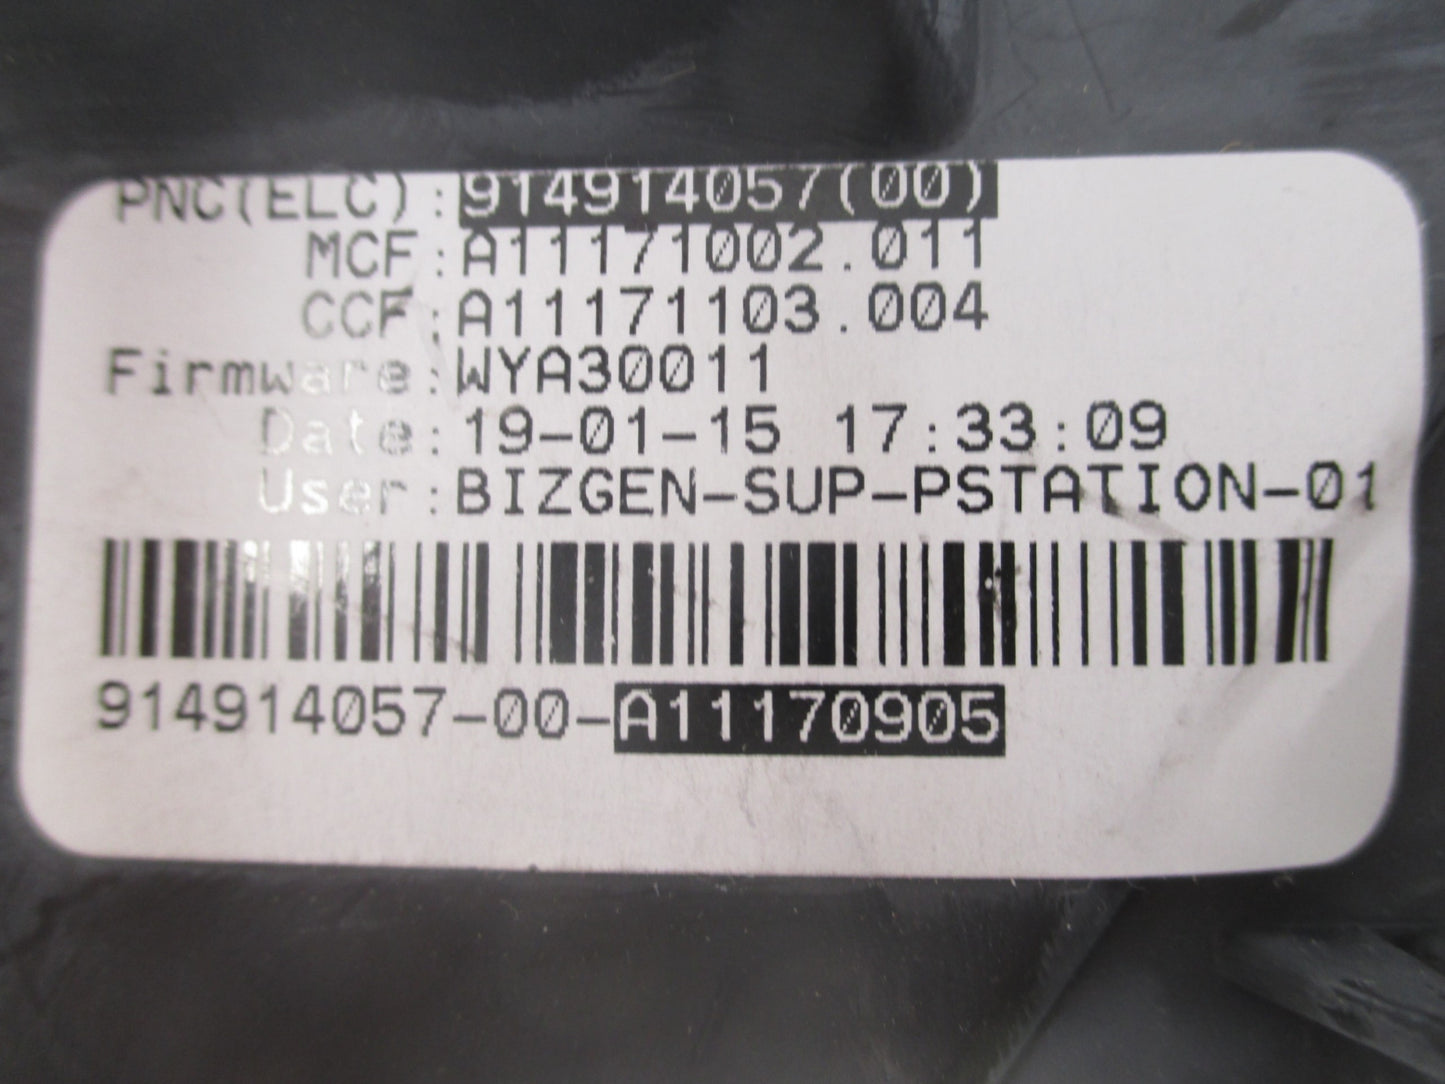 PNC(ELC):914914057(00)
MCF:A11171002.011
CCF:A11171103.004
Firmware:WYA30011
Date:19-01-15 17:33:09
User:BIZGEN-SUP-PSTATION-01
914914057-00-A11170905